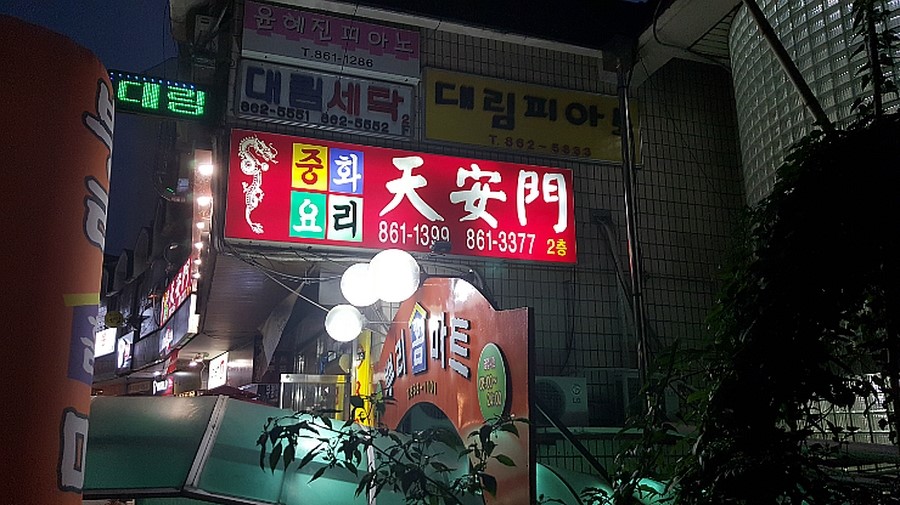 윤혜진피아노
T.861-1286
대림
대림세탁
862-5551 862-5552
대림피아노
T.862-5633
중화
요리
天安門
861-1399 861-3377 2층
홈마트